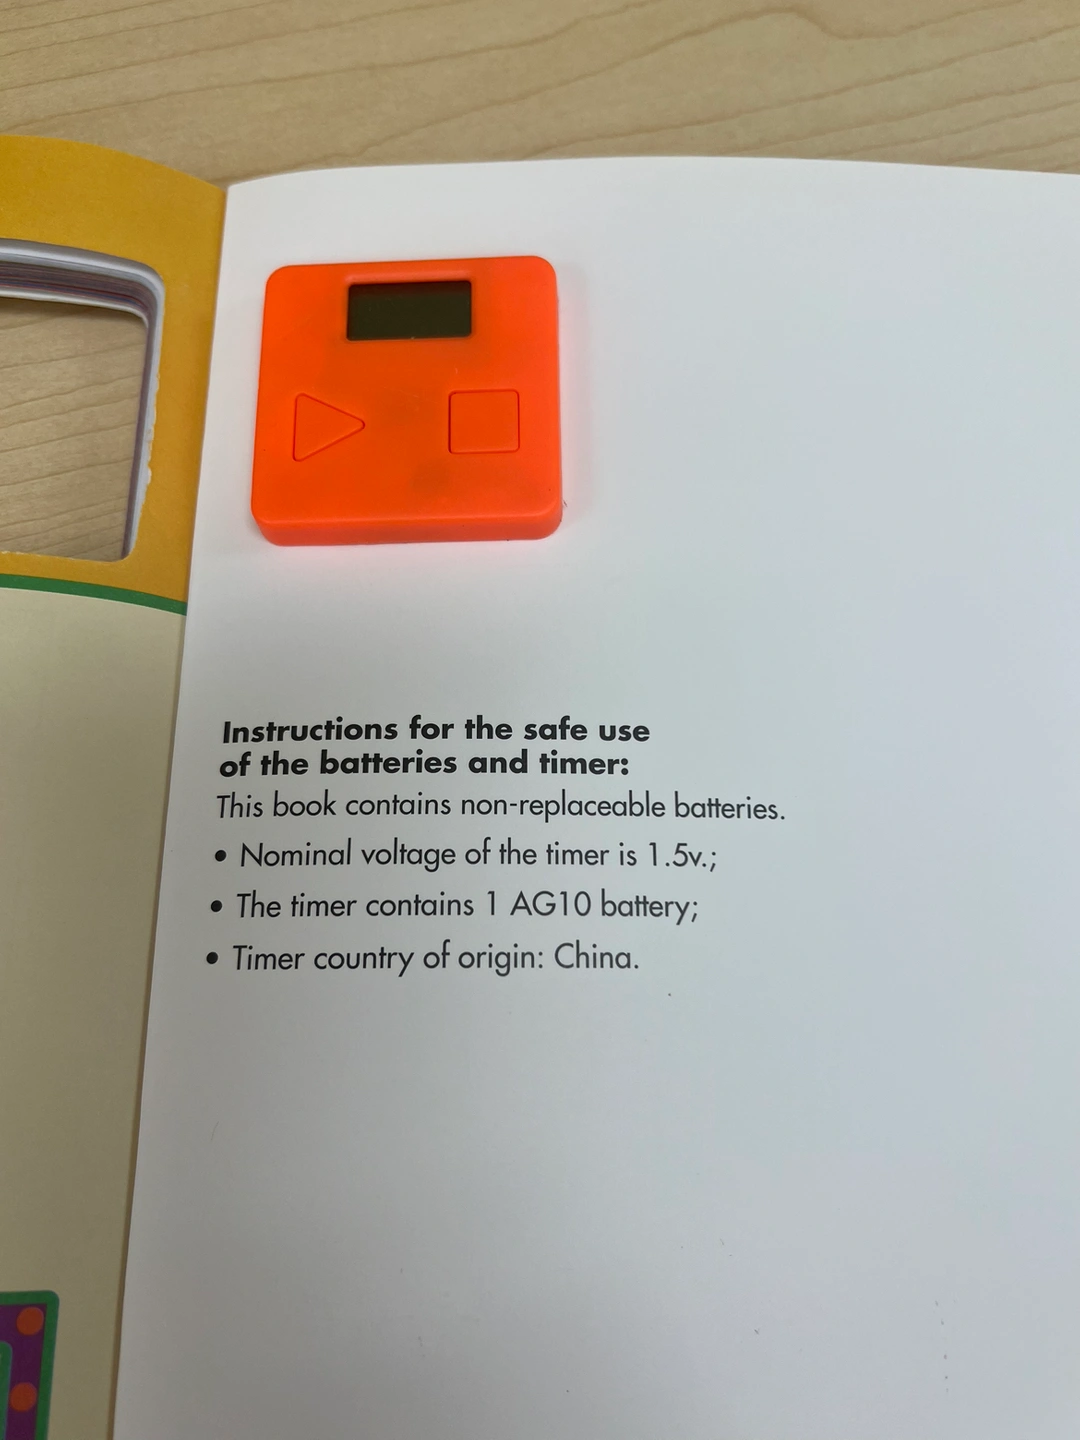 Instructions for the safe use
of the batteries and timer:
This book contains non-replaceable batteries.
• Nominal voltage of the timer is 1.5v.;
• The timer contains 1 AG10 battery;
• Timer country of origin: China.